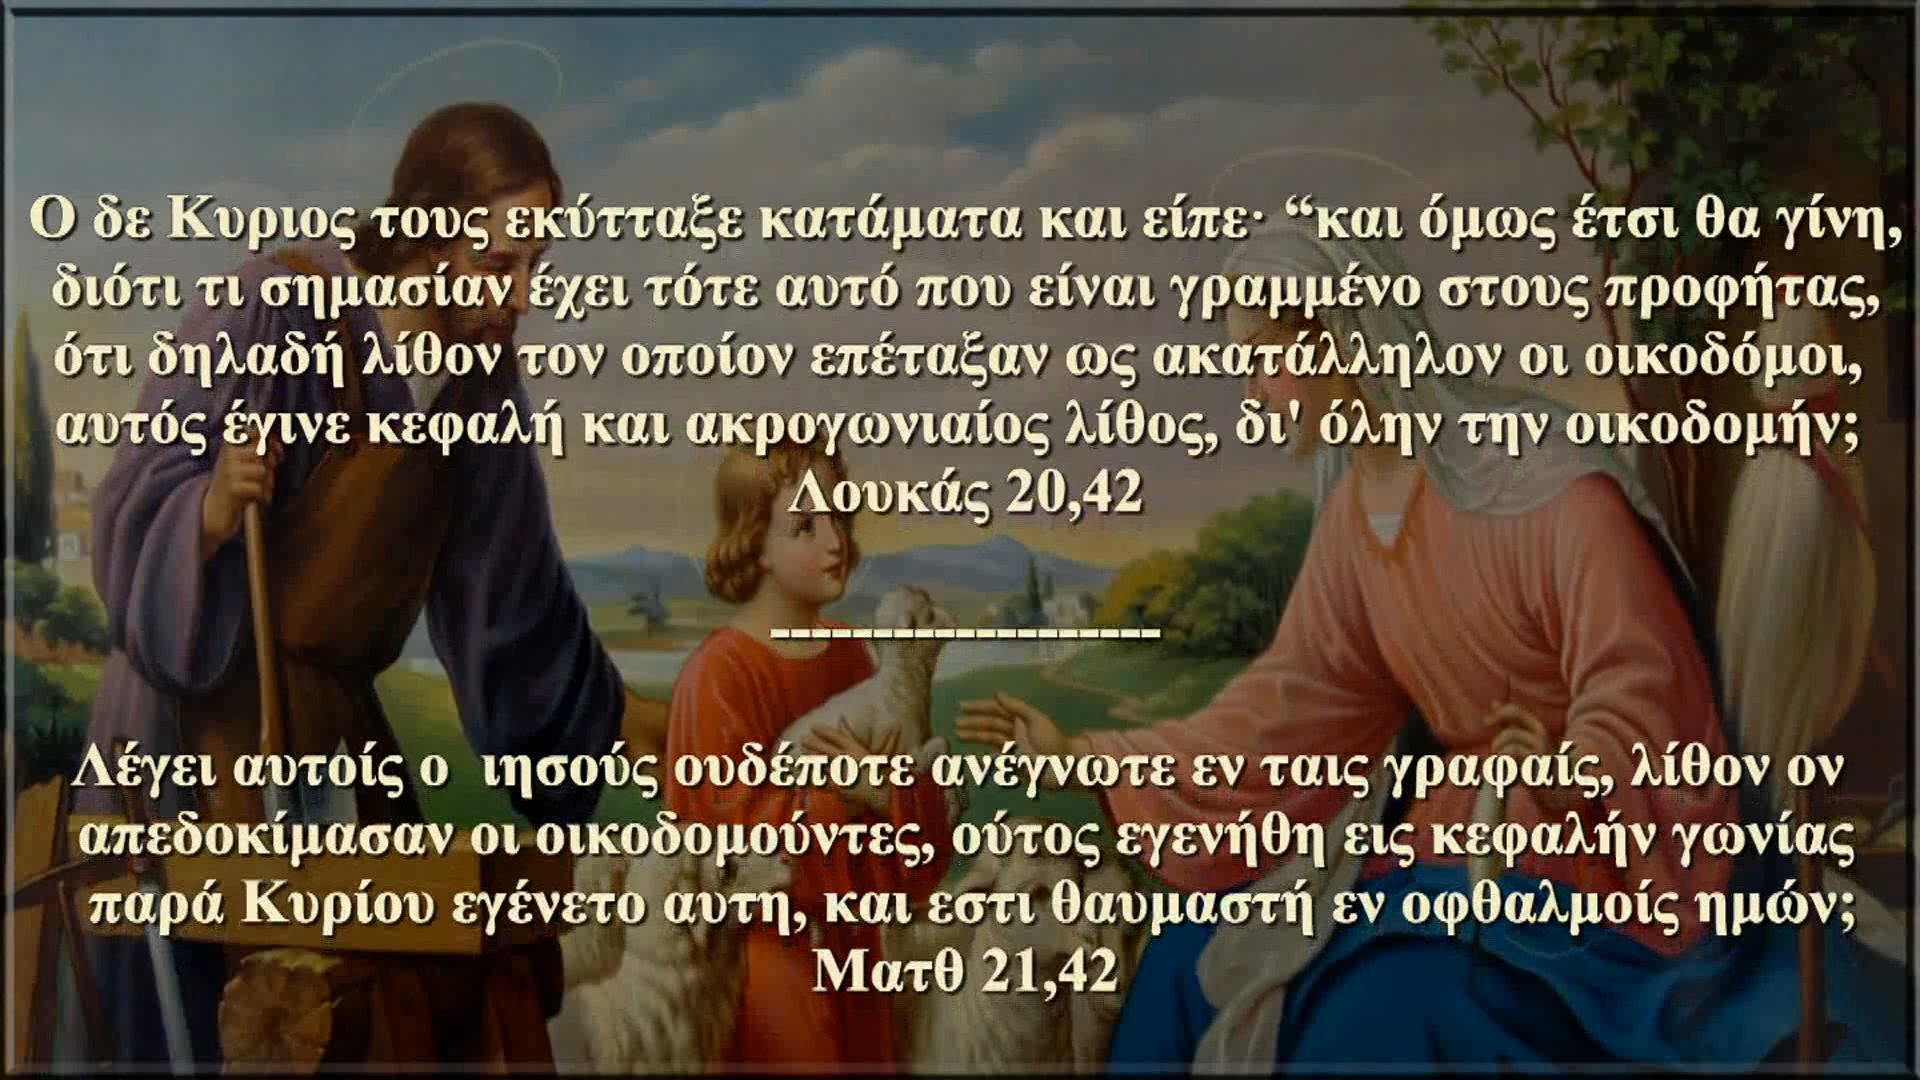 Ο δε Κυριος τους εκύτταξε κατάματα και είπε· “και όμως έτσι θα γίνη,
διότι τι σημασίαν έχει τότε αυτό που είναι γραμμένο στους προφήτας,
ότι δηλαδή λίθον τον οποίον επέταξαν ως ακατάλληλον οι οικοδόμοι,
αυτός έγινε κεφαλή και ακρογωνιαίος λίθος, δι' όλην την οικοδομήν;
Λουκάς 20,42
-------------------
Λέγει αυτοίς ο  ιησούς ουδέποτε ανέγνωτε εν ταις γραφαίς, λίθον ον
απεδοκίμασαν οι οικοδομούντες, ούτος εγενήθη εις κεφαλήν γωνίας
παρά Κυρίου εγένετο αυτη, και εστι θαυμαστή εν οφθαλμοίς ημών;
Ματθ 21,42